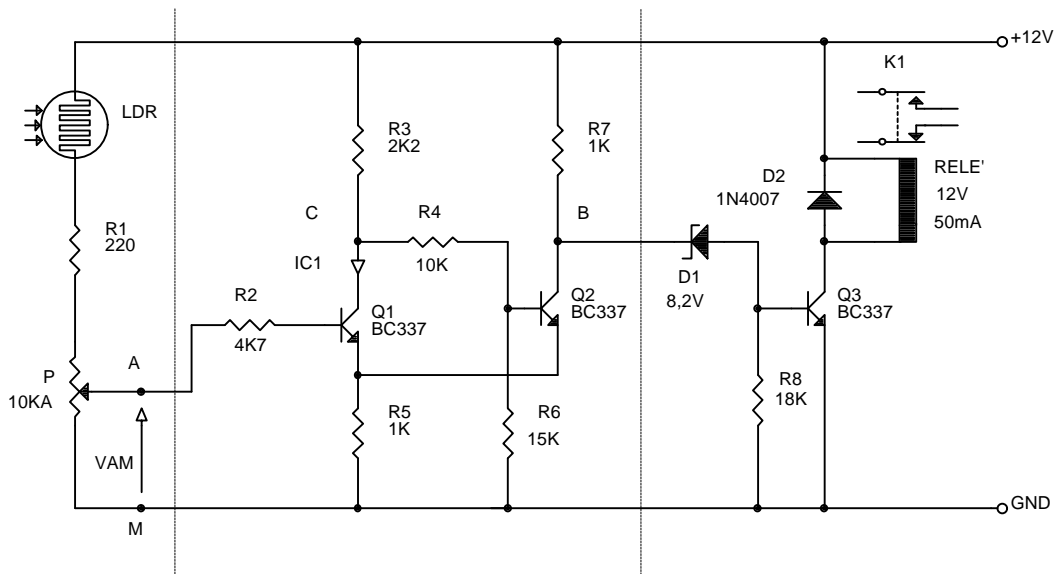 +12V
K1
LDR
R3
2K2
R7
1K
RELE'
12V
50mA
D2
1N4007
C
R4
B
R1
220
IC1
10K
D1
8,2V
R2
4K7
Q1
BC337
Q2
BC337
Q3
BC337
P
10KA
A
R5
1K
R6
15K
R8
18K
VAM
M
GND